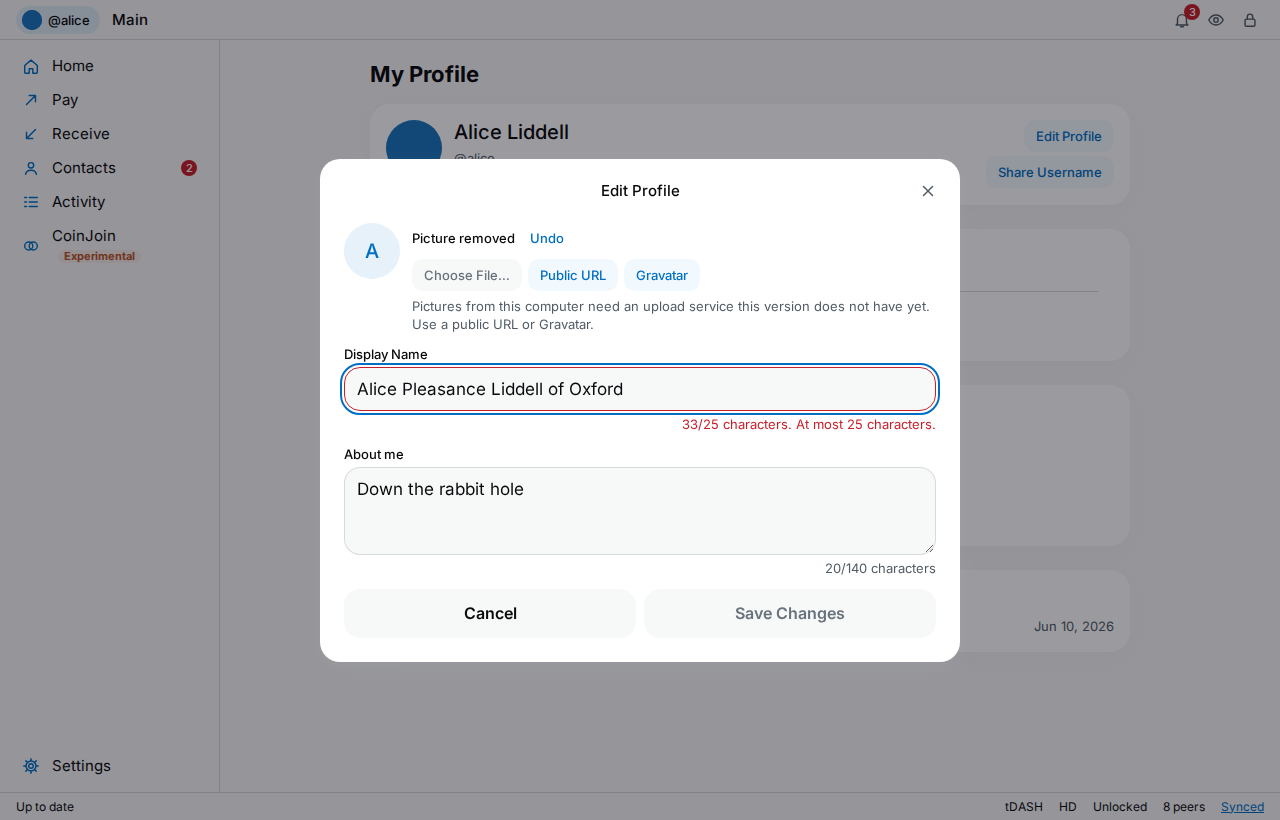 @alice Main 3
Home
Pay
Receive
Contacts 2
Activity
CoinJoin
Experimental
Settings
My Profile
Alice Liddell
@alice
Edit Profile
Share Username
Edit Profile
A
Picture removed Undo
Choose File... Public URL Gravatar
Pictures from this computer need an upload service this version does not have yet.
Use a public URL or Gravatar.
Display Name
Alice Pleasance Liddell of Oxford
33/25 characters. At most 25 characters.
About me
Down the rabbit hole
20/140 characters
Cancel Save Changes
Jun 10, 2026
Up to date tDASH HD Unlocked 8 peers Synced